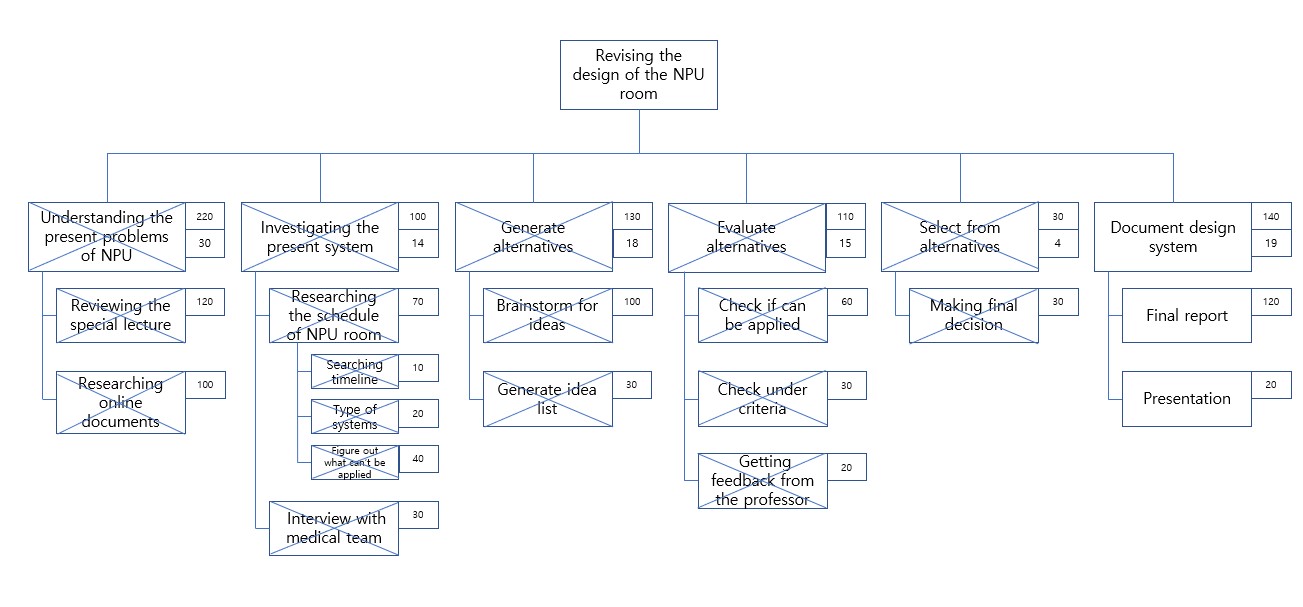 Revising the
design of the NPU
room
Understanding the
present problems
of NPU
220
30
Investigating the
present system
100
14
Generate
alternatives
130
18
Evaluate
alternatives
110
15
Select from
alternatives
30
4
Document design
system
140
19
Reviewing the
special lecture
120
Researching
online
documents
100
Researching
the schedule
of NPU room
70
Searching
timeline
10
Type of
systems
20
Figure out
what can't be
applied
40
Interview with
medical team
30
Brainstorm for
ideas
100
Generate idea
list
30
Check if can
be applied
60
Check under
criteria
30
Getting
feedback from
the professor
20
Making final
decision
30
Final report
120
Presentation
20